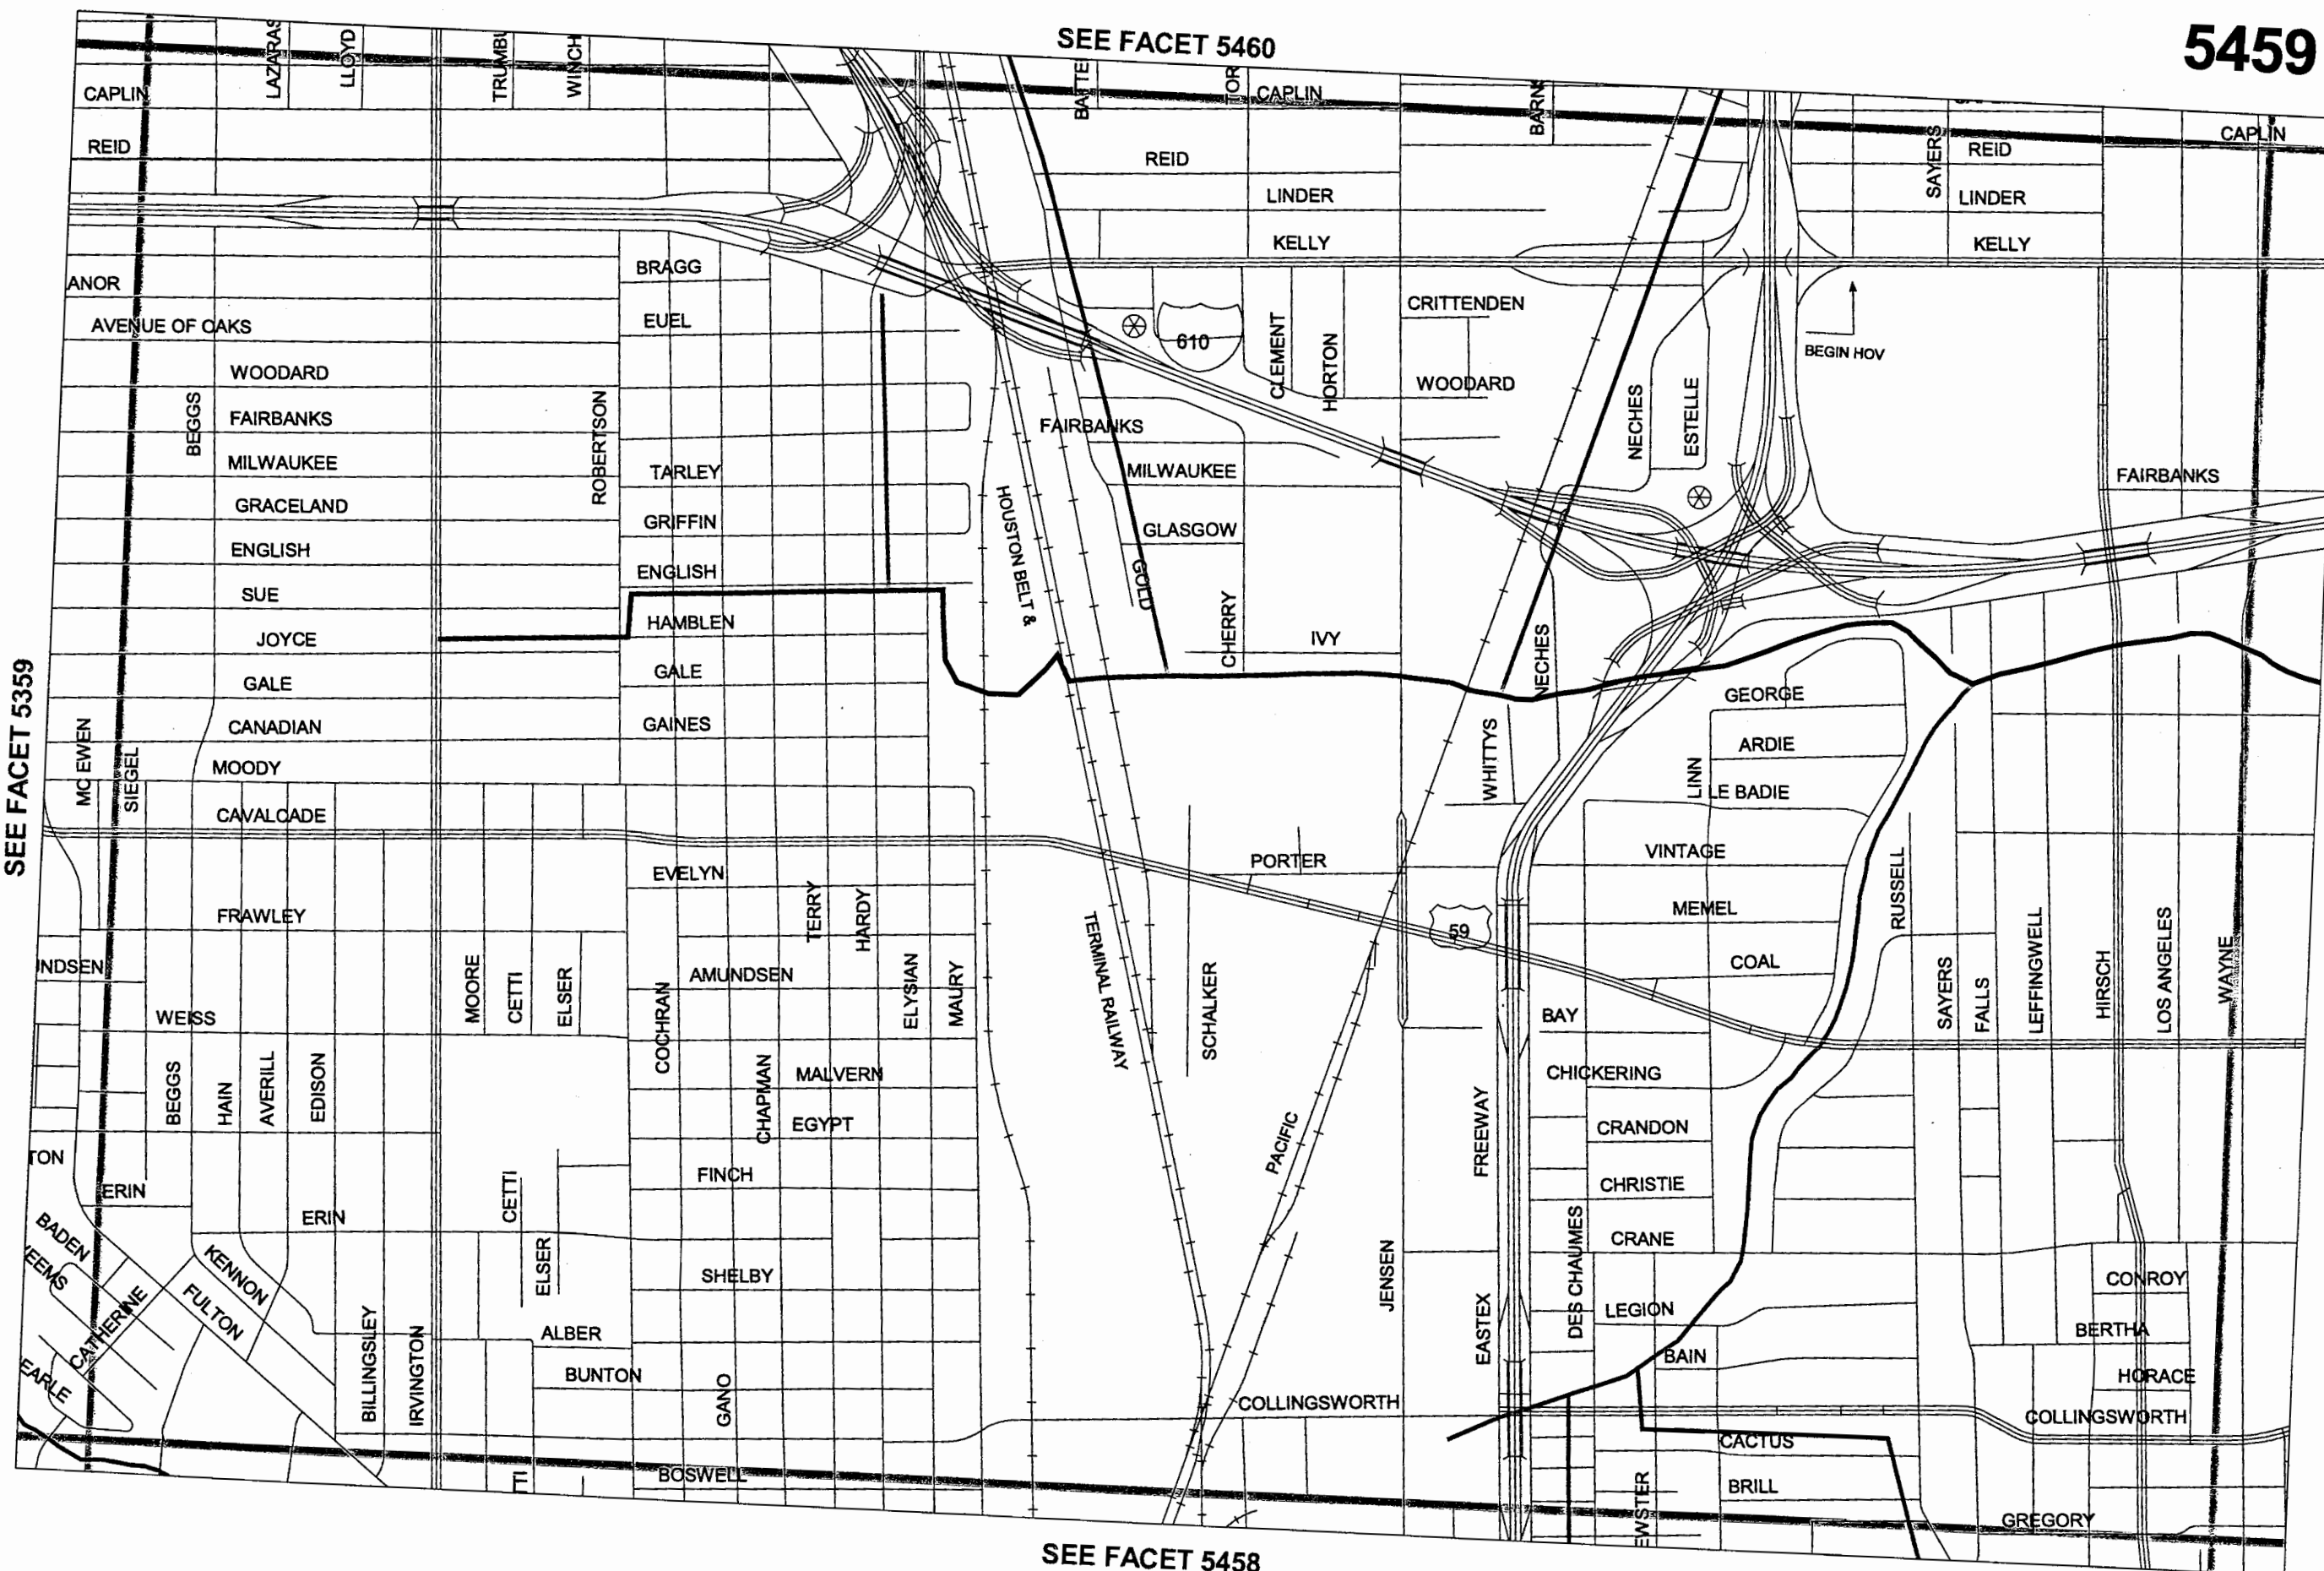 SEE FACET 5460
5459
LAZARAS
LLOYD
WINCH
CAPLIN
CAPLIN
CAPLIN
REID
REID
SAYERS
REID
LINDER
LINDER
KELLY
KELLY
BRAGG
ANOR
EUEL
AVENUE OF OAKS
610
CLEMENT
HORTON
CRITTENDEN
BEGIN HOV
WOODARD
WOODARD
BEGGS
FAIRBANKS
ROBERTSON
FAIRBANKS
NECHES
ESTELLE
MILWAUKEE
TARLEY
MILWAUKEE
FAIRBANKS
GRACELAND
GRIFFIN
GLASGOW
ENGLISH
ENGLISH
HOUSTON BELT &
GOLD
SUE
HAMBLEN
JOYCE
CHERRY
IVY
NECHES
SEE FACET 5359
GALE
GALE
GEORGE
MC EWEN
SIEGEL
CANADIAN
GAINES
WHITTYS
ARDIE
MOODY
LINN
LE BADIE
CAVALCADE
EVELYN
PORTER
VINTAGE
RUSSELL
FRAWLEY
TERRY
HARDY
59
MEMEL
INDSEN
MOORE
CETTI
ELSER
AMUNDSEN
ELYSIAN
MAURY
TERMINAL RAILWAY
SCHALKER
COAL
SAYERS
FALLS
LEFFINGWELL
HIRSCH
LOS ANGELES
WAYNE
WEISS
COCHRAN
BAY
BEGGS
HAIN
AVERILL
EDISON
CHAPMAN
MALVERN
CHICKERING
EGYPT
PACIFIC
FREEWAY
CRANDON
TON
ERIN
CETTI
FINCH
CHRISTIE
ERIN
BADEN
KENNON
ELSER
SHELBY
JENSEN
DES CHAUMES
CRANE
EEMS
CATHERINE
FULTON
CONROY
LEGION
BILLINGSLEY
IRVINGTON
ALBER
EASTEX
BERTHA
EARLE
BUNTON
GANO
BAIN
HORACE
COLLINGSWORTH
COLLINGSWORTH
CACTUS
BOSWELL
BRILL
EWSTER
GREGORY
SEE FACET 5458